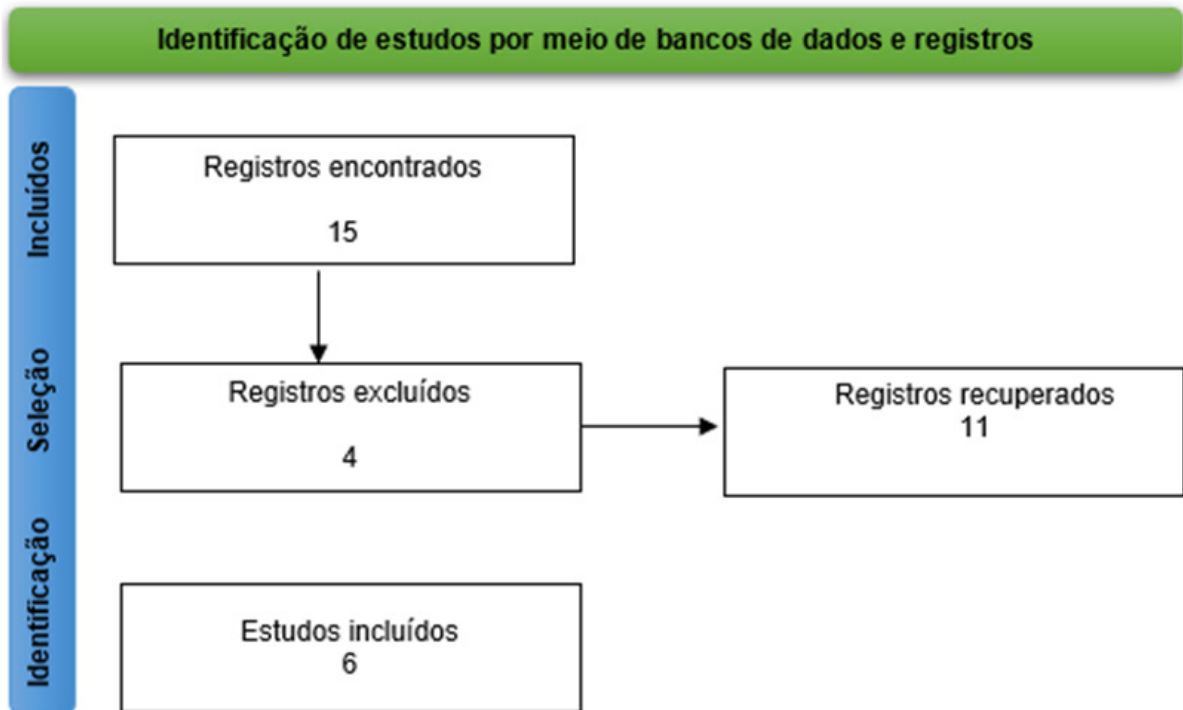 Identificação de estudos por meio de bancos de dados e registros
Incluídos
Registros encontrados
15
Seleção
Registros excluídos
4
Registros recuperados
11
Identificação
Estudos incluídos
6